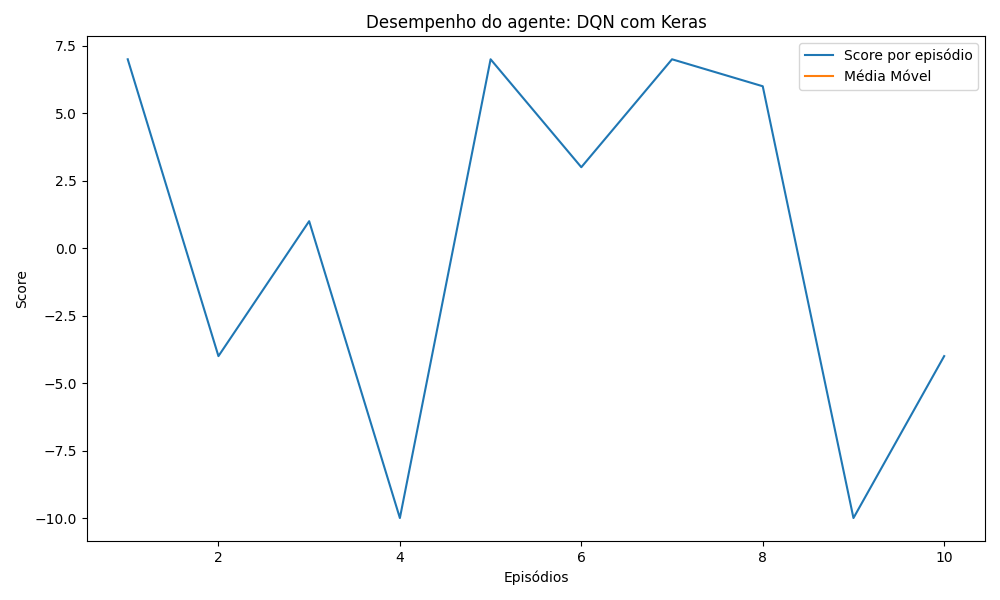 Desempenho do agente: DQN com Keras
Score por episódio
Média Móvel
7.5
5.0
2.5
0.0
−2.5
−5.0
−7.5
−10.0
Score
2
4
6
8
10
Episódios